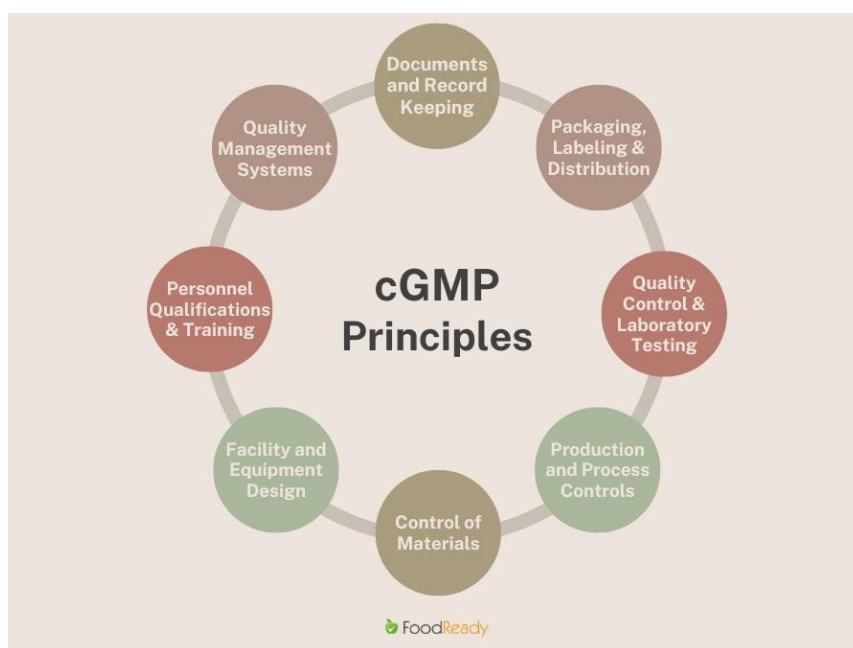 Documents
and Record
Keeping
Packaging,
Labeling &
Distribution
Quality
Control &
Laboratory
Testing
Production
and Process
Controls
Control of
Materials
Facility and
Equipment
Design
Personnel
Qualifications
& Training
Quality
Management
Systems
cGMP
Principles
FoodReady